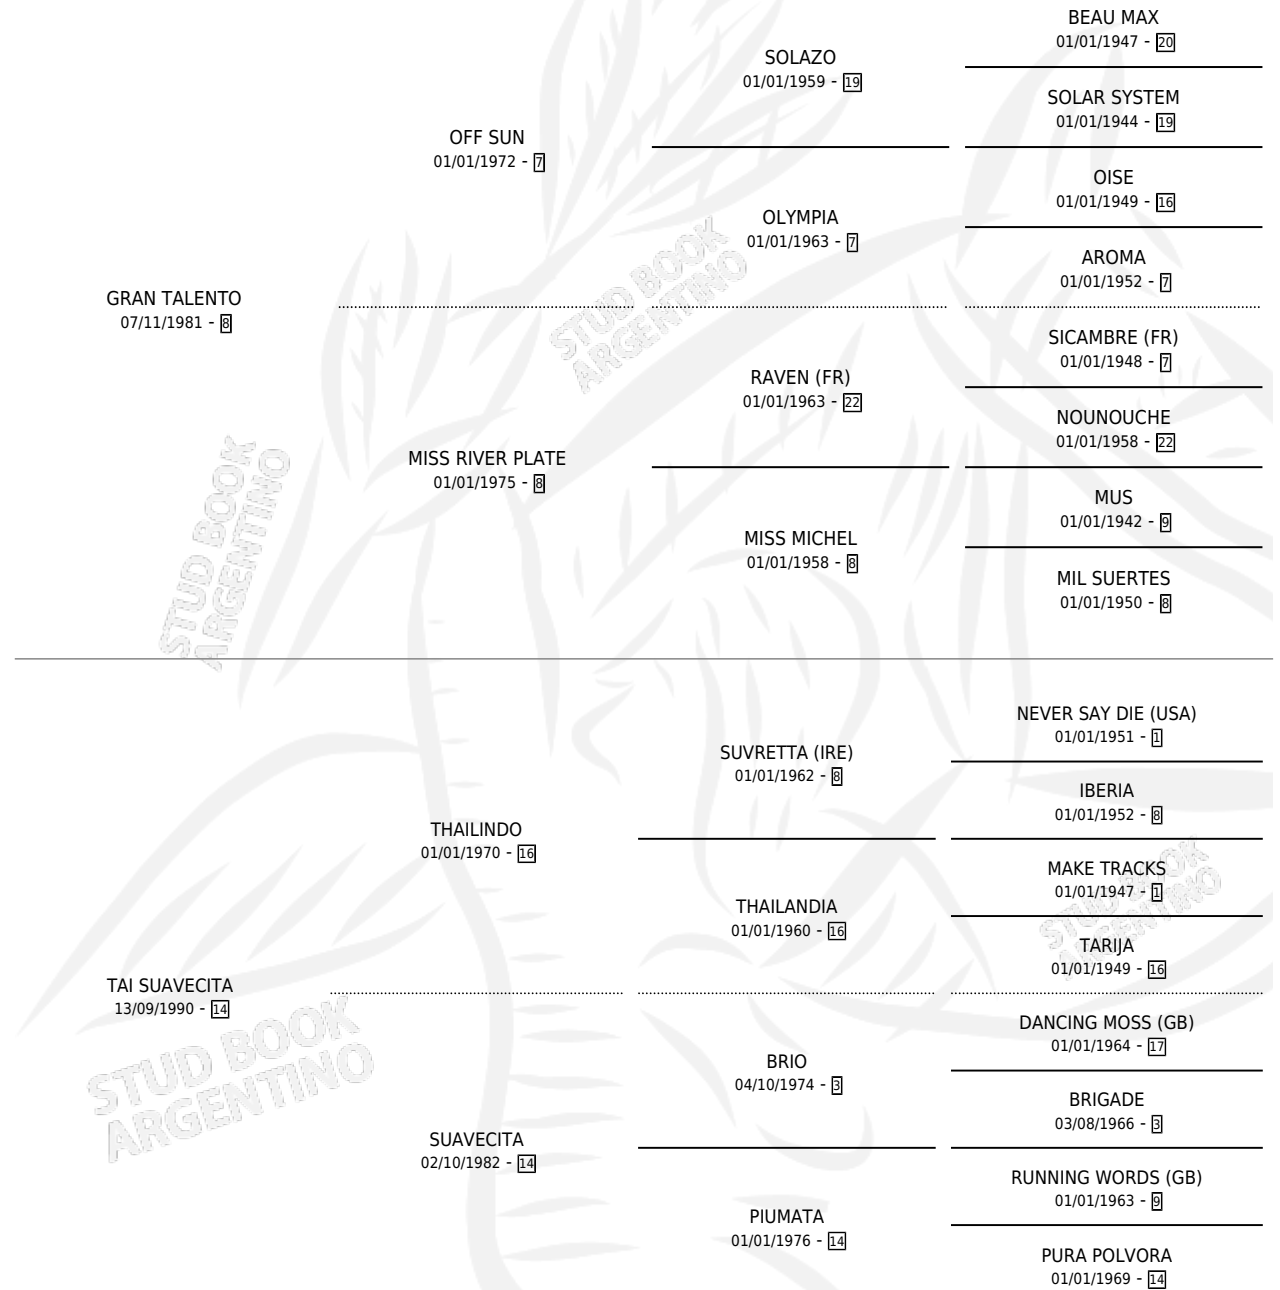 BEAU MAX
01/01/1947 - 20
SOLAZO
01/01/1959 - 19
SOLAR SYSTEM
01/01/1944 - 19
OFF SUN
01/01/1972 - 7
OISE
01/01/1949 - 16
OLYMPIA
01/01/1963 - 7
AROMA
01/01/1952 - 7
GRAN TALENTO
07/11/1981 - 8
SICAMBRE (FR)
01/01/1948 - 7
RAVEN (FR)
01/01/1963 - 22
NOUNOUCHE
01/01/1958 - 22
MISS RIVER PLATE
01/01/1975 - 8
MUS
01/01/1942 - 9
MISS MICHEL
01/01/1958 - 8
MIL SUERTES
01/01/1950 - 8
STUD BOOK
ARGENTINO
STUD BOOK
ARGENTINO
NEVER SAY DIE (USA)
01/01/1951 - 1
SUVRETTA (IRE)
01/01/1962 - 8
IBERIA
01/01/1952 - 8
THAILINDO
01/01/1970 - 16
MAKE TRACKS
01/01/1947 - 1
THAILANDIA
01/01/1960 - 16
TARIJA
01/01/1949 - 16
TAI SUAVECITA
13/09/1990 - 14
DANCING MOSS (GB)
01/01/1964 - 17
BRIO
04/10/1974 - 3
BRIGADE
03/08/1966 - 3
SUAVECITA
02/10/1982 - 14
RUNNING WORDS (GB)
01/01/1963 - 9
PIUMATA
01/01/1976 - 14
PURA POLVORA
01/01/1969 - 14
STUD BOOK
ARGENTINO
STUD BOOK
ARGENTINO